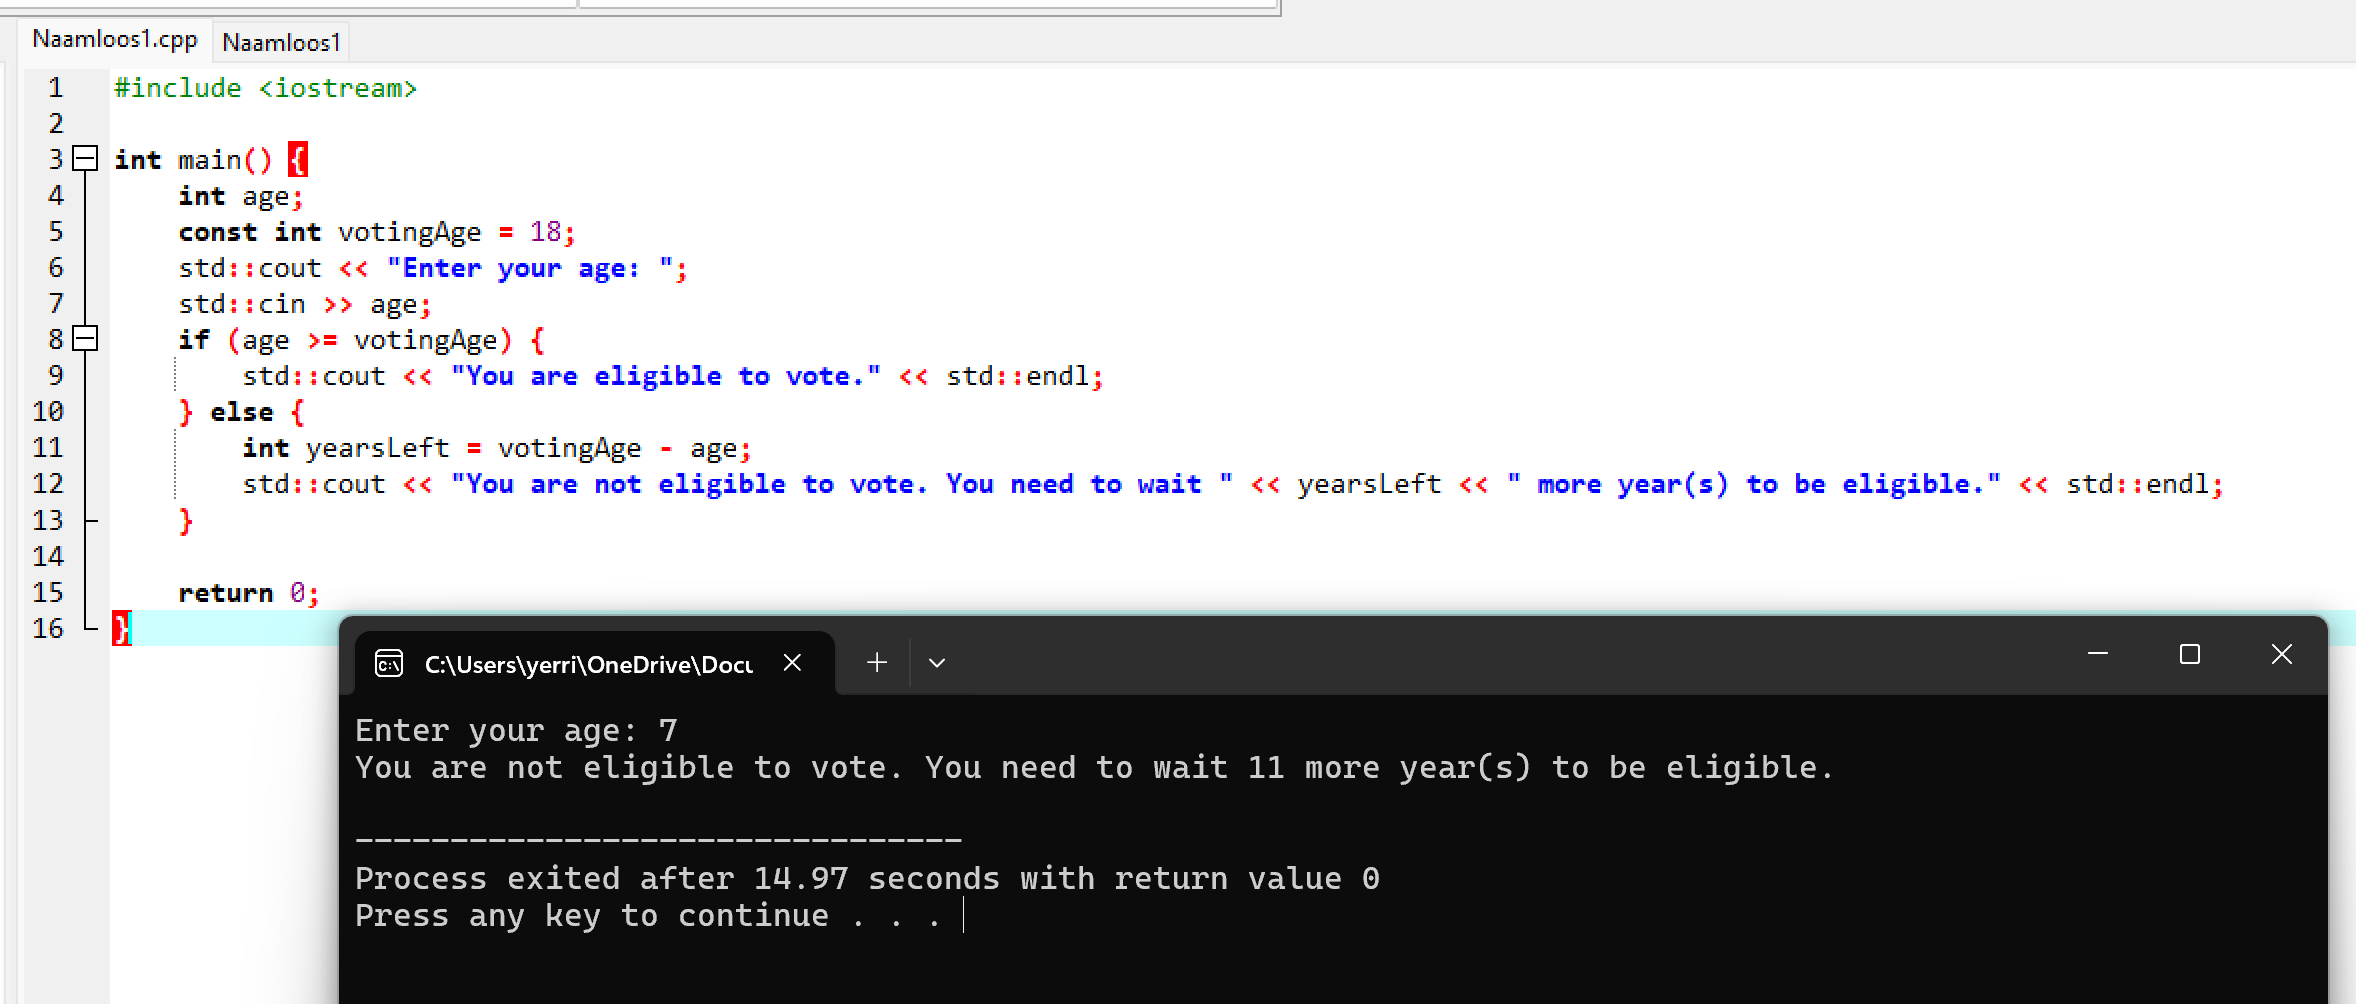 Naamloos1.cpp Naamloos1
1 #include <iostream>
2
3 int main() {
4     int age;
5     const int votingAge = 18;
6     std::cout << "Enter your age: ";
7     std::cin >> age;
8     if (age >= votingAge) {
9         std::cout << "You are eligible to vote." << std::endl;
10     } else {
11         int yearsLeft = votingAge - age;
12         std::cout << "You are not eligible to vote. You need to wait " << yearsLeft << " more year(s) to be eligible." << std::endl;
13     }
14
15     return 0;
16 }
C:\Users\yerri\OneDrive\Docu
Enter your age: 7
You are not eligible to vote. You need to wait 11 more year(s) to be eligible.
--------------------------------
Process exited after 14.97 seconds with return value 0
Press any key to continue . . .